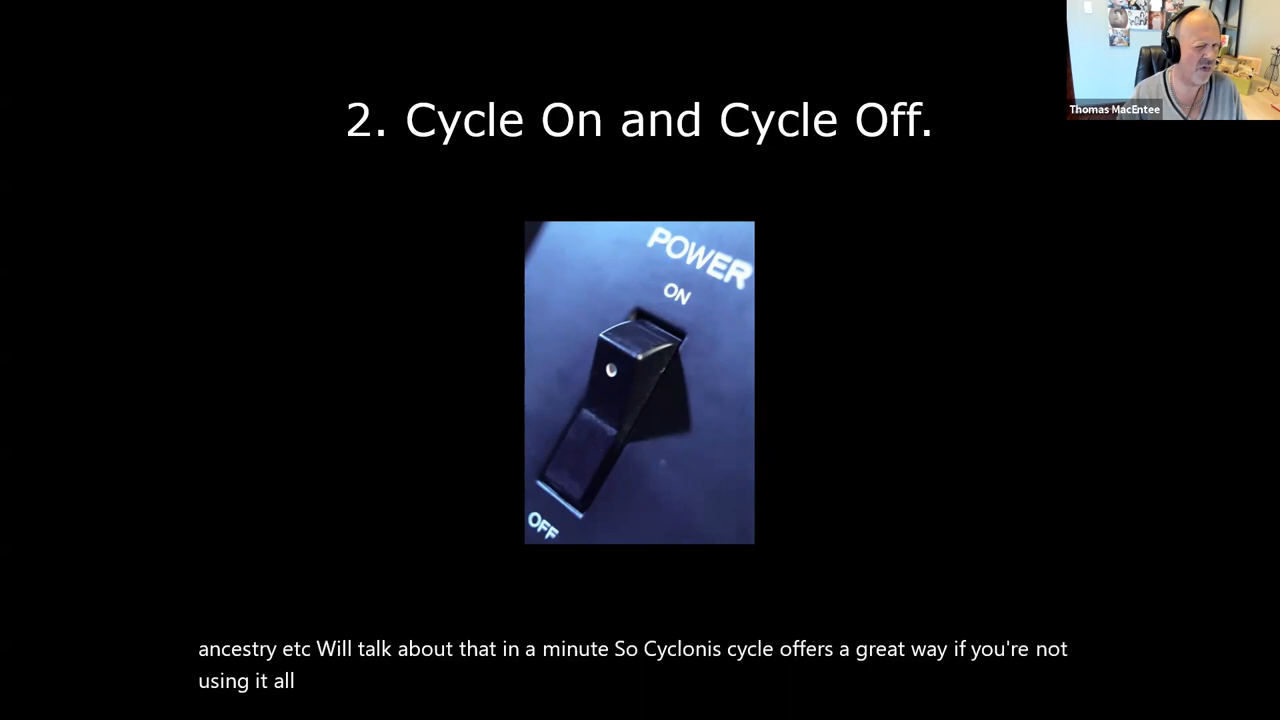 2. Cycle On and Cycle Off.
Thomas MacEntee
POWER
ON
OFF
ancestry etc Will talk about that in a minute So Cyclonis cycle offers a great way if you're not
using it all